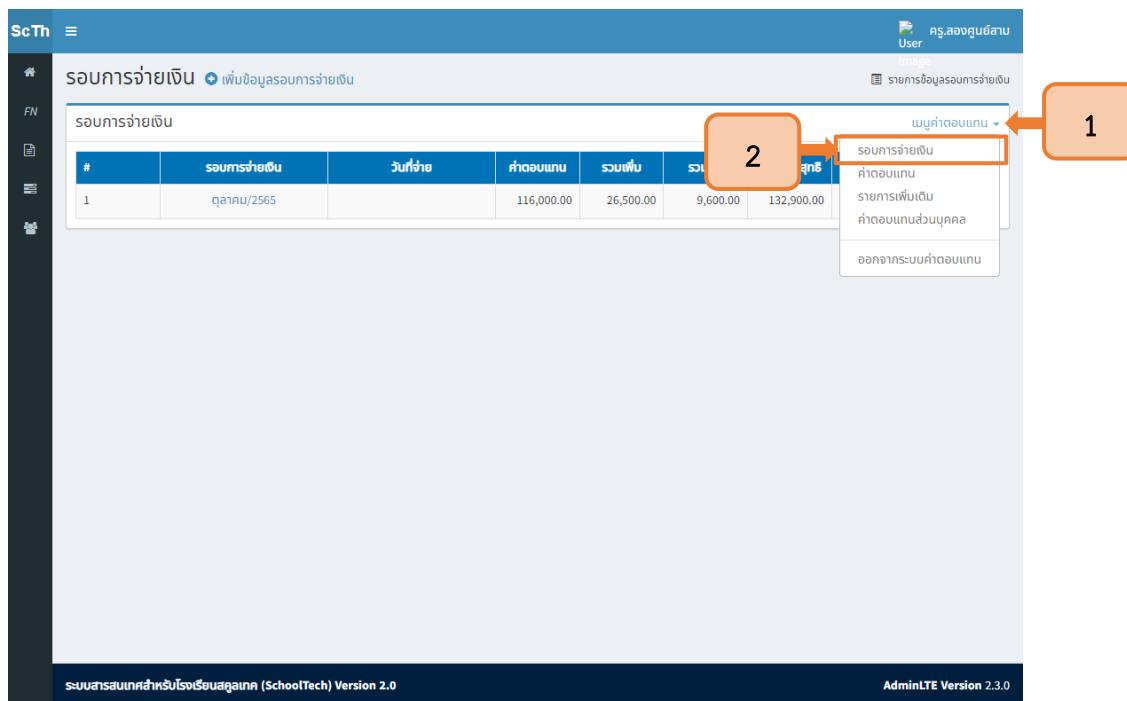 ScTh
User Image
ครู.สองศูนย์สาม
รอบการจ่ายเงิน เพิ่มข้อมูลรอบการจ่ายเงิน
รายการข้อมูลรอบการจ่ายเงิน
FN
รอบการจ่ายเงิน
เมนูค่าตอบแทน
1
2
# รอบการจ่ายเงิน วันที่จ่าย ค่าตอบแทน รวมเพิ่ม
1 ตุลาคม/2565 116,000.00 26,500.00 9,600.00 132,900.00
รอบการจ่ายเงิน
ค่าตอบแทน
รายการเพิ่มเติม
ค่าตอบแทนส่วนบุคคล
ออกจากระบบค่าตอบแทน
ระบบสารสนเทศสำหรับโรงเรียนสคูลเทค (SchoolTech) Version 2.0
AdminLTE Version 2.3.0